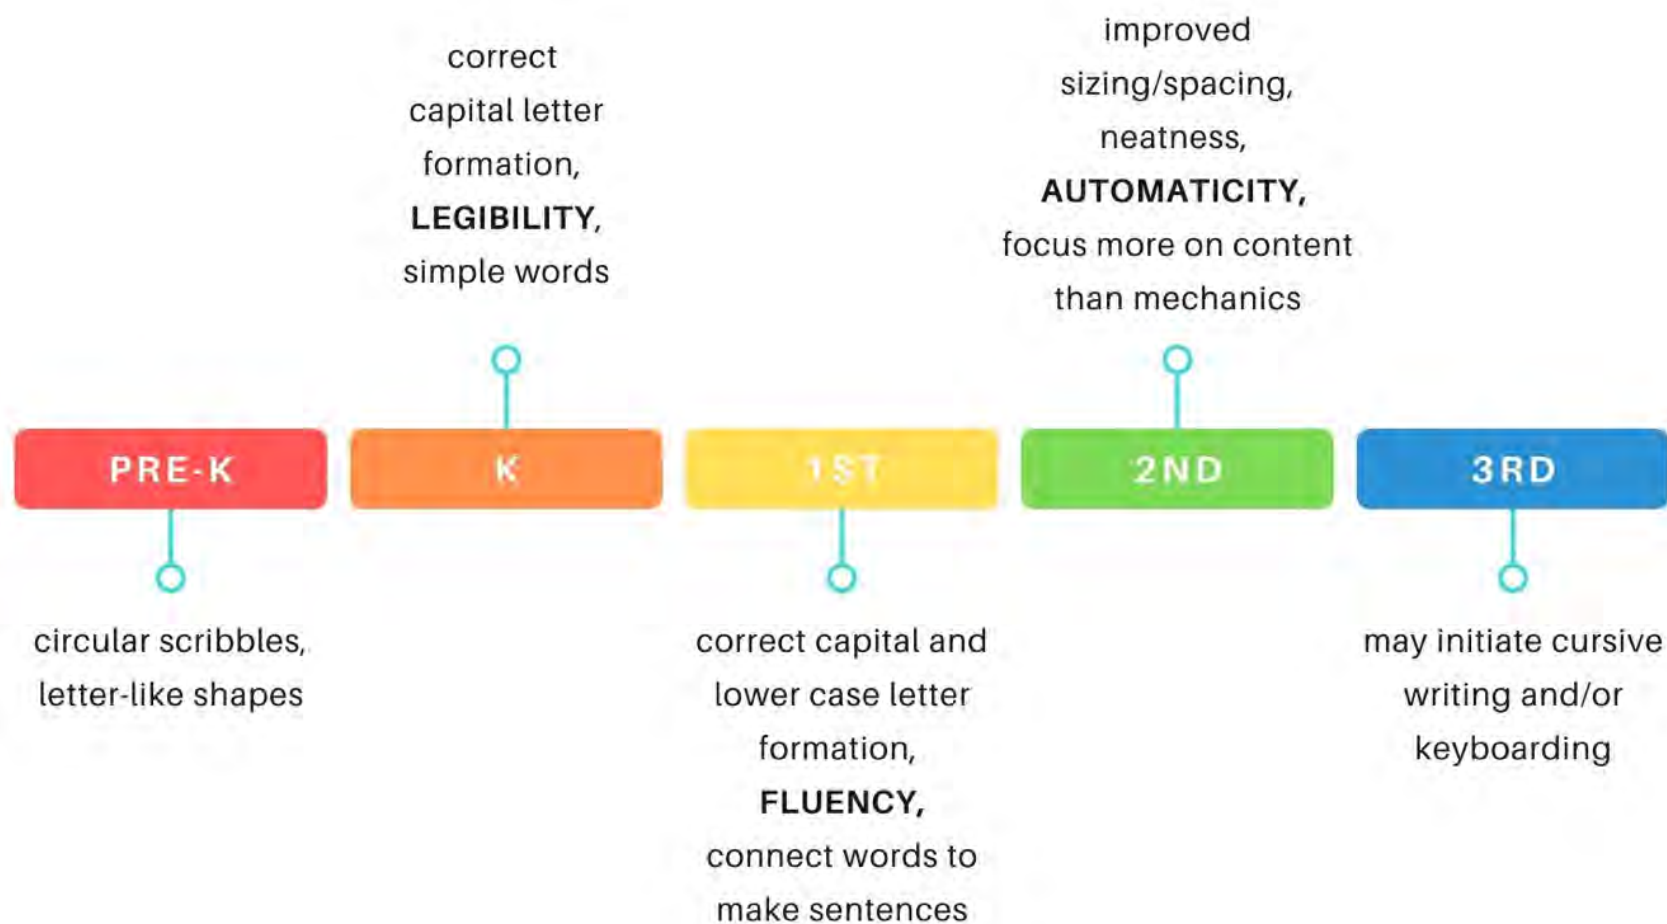 correct
capital letter
formation,
LEGIBILITY,
simple words
improved
sizing/spacing,
neatness,
AUTOMATICITY,
focus more on content
than mechanics
PRE-K
K
1ST
2ND
3RD
circular scribbles,
letter-like shapes
correct capital and
lower case letter
formation,
FLUENCY,
connect words to
make sentences
may initiate cursive
writing and/or
keyboarding